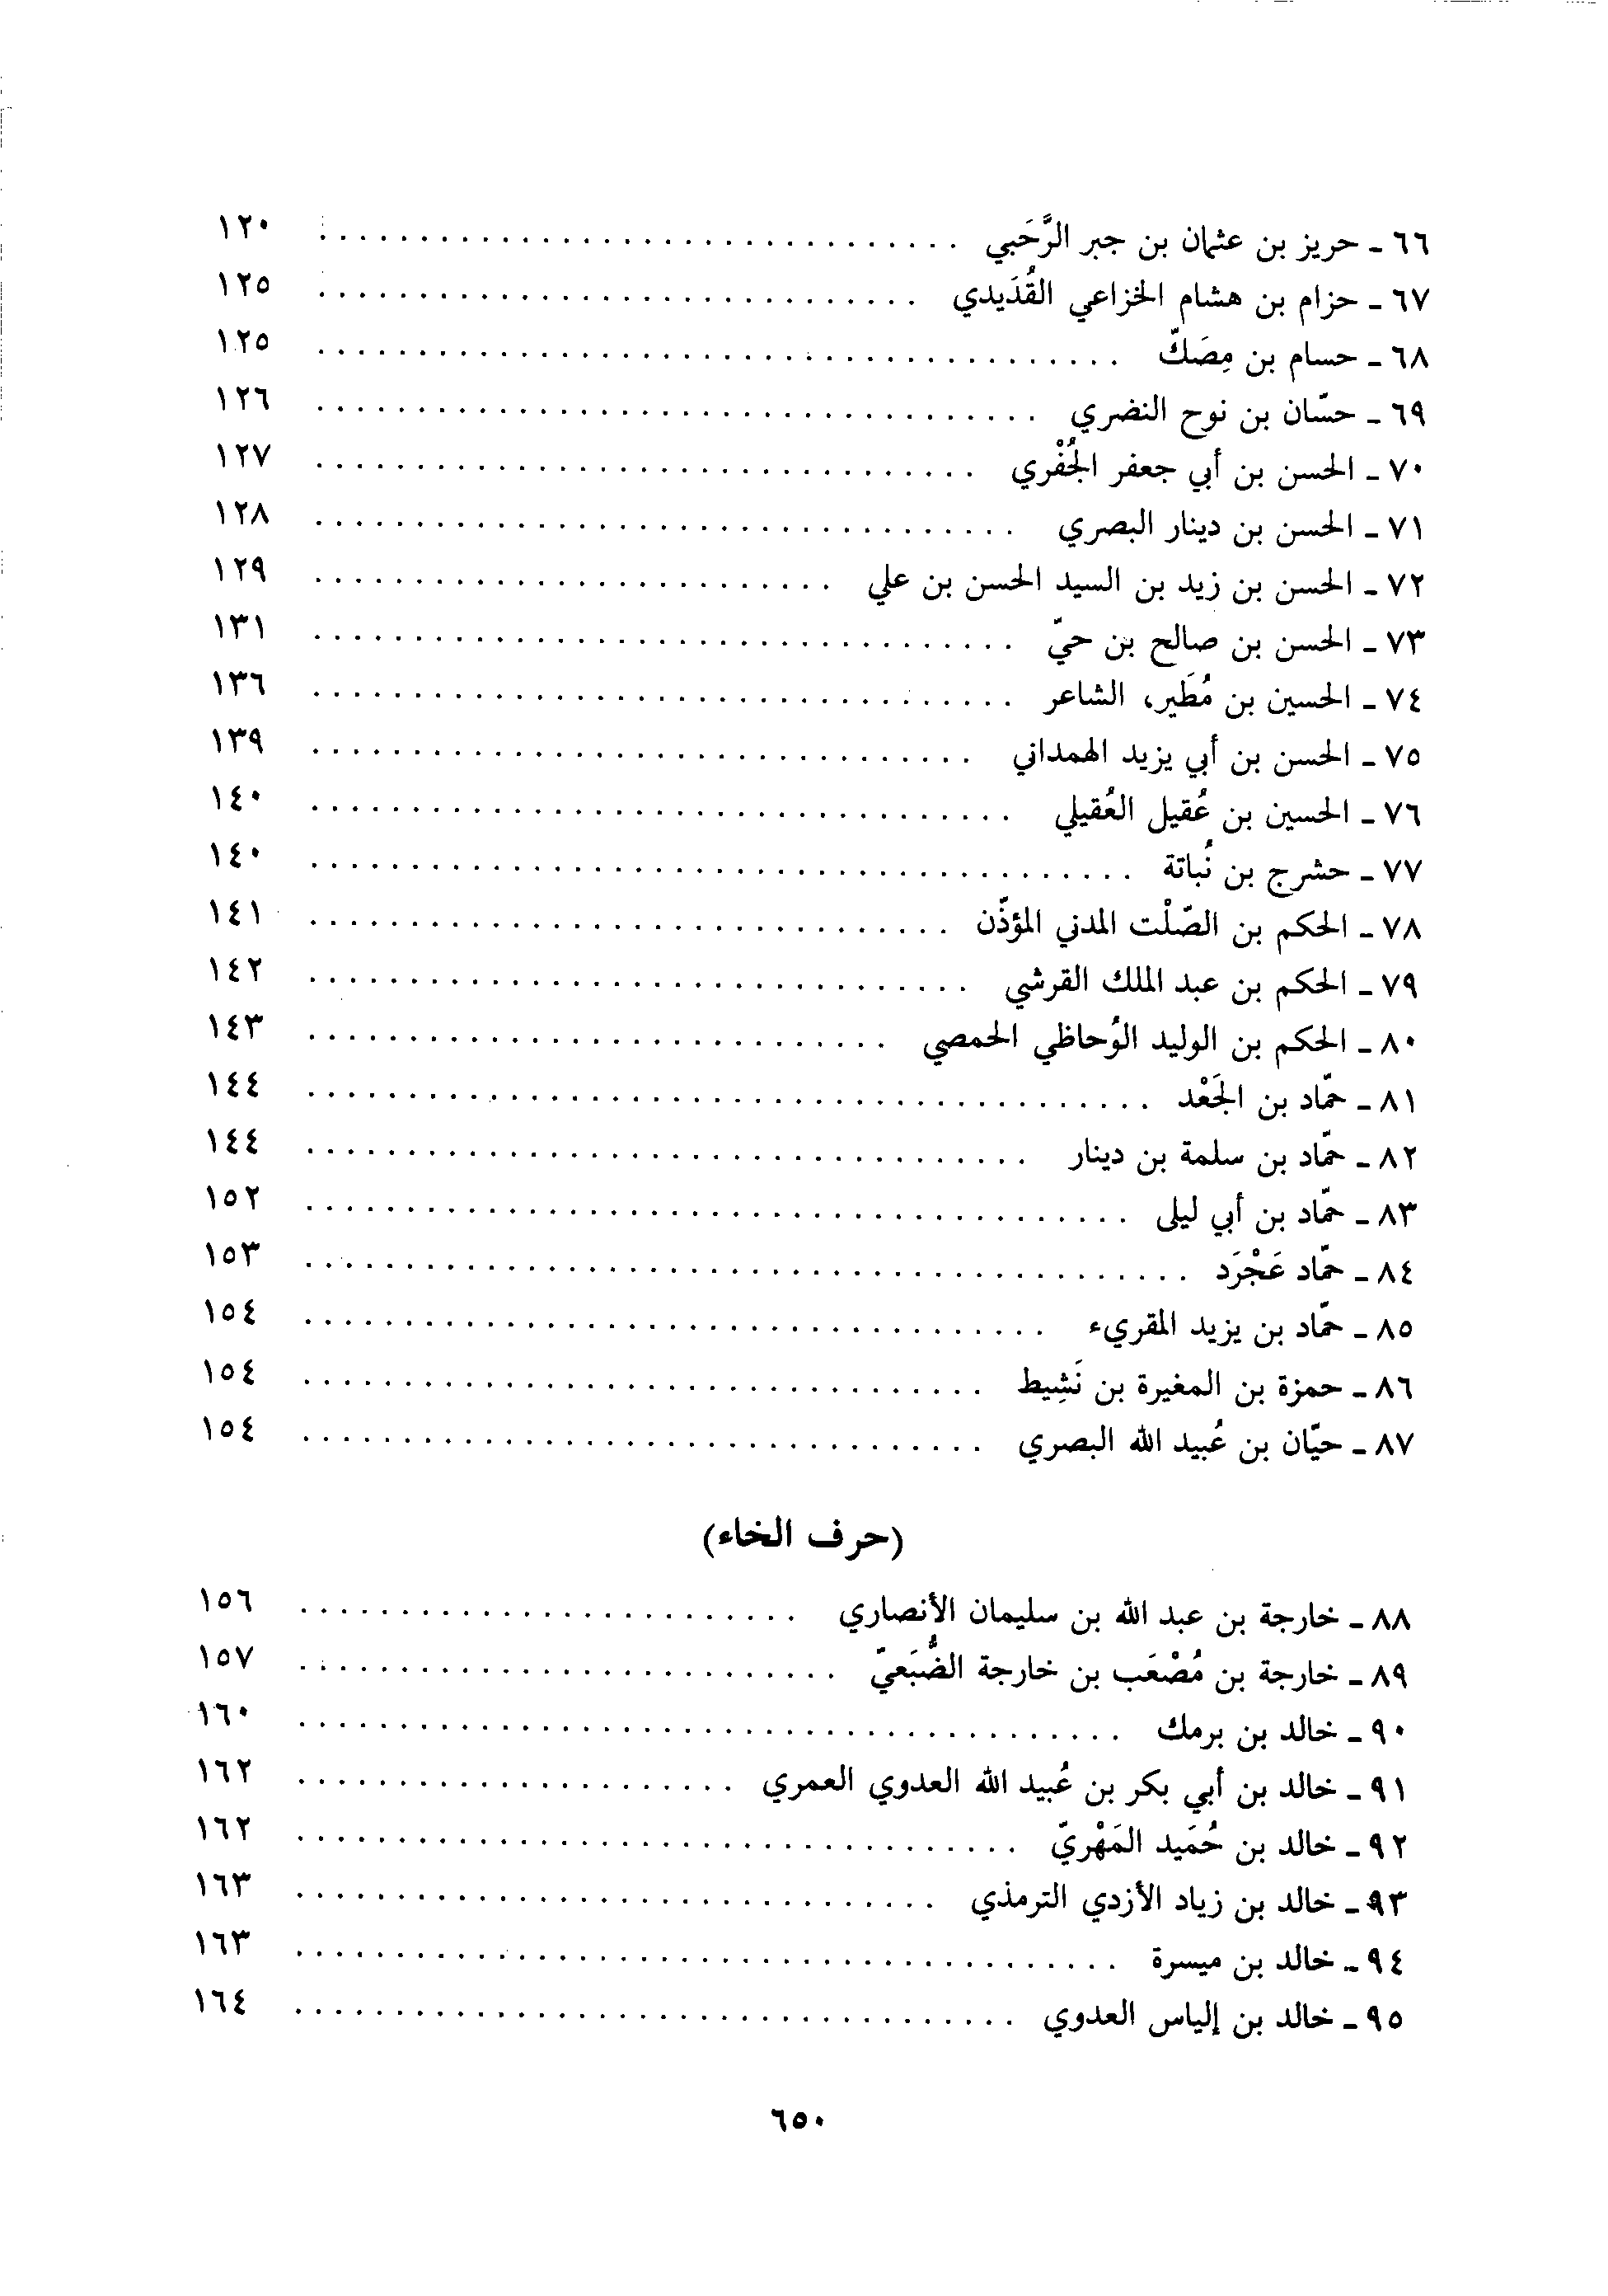 ٦٦ ـ حريز بن عثمان بن جبر الرَّحَبي . . . . . . . . . . . . . . . . . . . . ١٢٠
٦٧ ـ حزام بن هشام الخزاعي القُدَيدي . . . . . . . . . . . . . . . . . . . . ١٢٥
٦٨ ـ حسام بن مِصَكّ . . . . . . . . . . . . . . . . . . . . ١٢٥
٦٩ ـ حسّان بن نوح النضري . . . . . . . . . . . . . . . . . . . . ١٢٦
٧٠ ـ الحسن بن أبي جعفر الجُفْري . . . . . . . . . . . . . . . . . . . . ١٢٧
٧١ ـ الحسن بن دينار البصري . . . . . . . . . . . . . . . . . . . . ١٢٨
٧٢ ـ الحسن بن زيد بن السيد الحسن بن علي . . . . . . . . . . . . . . . . . . . . ١٢٩
٧٣ ـ الحسن بن صالح بن حيّ . . . . . . . . . . . . . . . . . . . . ١٣١
٧٤ ـ الحسين بن مُطَير، الشاعر . . . . . . . . . . . . . . . . . . . . ١٣٦
٧٥ ـ الحسن بن أبي يزيد الهمداني . . . . . . . . . . . . . . . . . . . . ١٣٩
٧٦ ـ الحسين بن عُقيل العُقيلي . . . . . . . . . . . . . . . . . . . . ١٤٠
٧٧ ـ حشرج بن نُباتة . . . . . . . . . . . . . . . . . . . . ١٤٠
٧٨ ـ الحكم بن الصّلْت المدني المؤذّن . . . . . . . . . . . . . . . . . . . . ١٤١
٧٩ ـ الحكم بن عبد الملك القرشي . . . . . . . . . . . . . . . . . . . . ١٤٢
٨٠ ـ الحكم بن الوليد الوُحاظي الحمصي . . . . . . . . . . . . . . . . . . . . ١٤٣
٨١ ـ حمّاد بن الجَعْد . . . . . . . . . . . . . . . . . . . . ١٤٤
٨٢ ـ حمّاد بن سلمة بن دينار . . . . . . . . . . . . . . . . . . . . ١٤٤
٨٣ ـ حمّاد بن أبي ليلى . . . . . . . . . . . . . . . . . . . . ١٥٢
٨٤ ـ حمّاد عَجْرَد . . . . . . . . . . . . . . . . . . . . ١٥٣
٨٥ ـ حمّاد بن يزيد المقريء . . . . . . . . . . . . . . . . . . . . ١٥٤
٨٦ ـ حمزة بن المغيرة بن نَشِيط . . . . . . . . . . . . . . . . . . . . ١٥٤
٨٧ ـ حيّان بن عُبيد الله البصري . . . . . . . . . . . . . . . . . . . . ١٥٤
(حرف الخاء)
٨٨ ـ خارجة بن عبد الله بن سليمان الأنصاري . . . . . . . . . . . . . . . . . . . . ١٥٦
٨٩ ـ خارجة بن مُصْعَب بن خارجة الضُّبَعيّ . . . . . . . . . . . . . . . . . . . . ١٥٧
٩٠ ـ خالد بن برمك . . . . . . . . . . . . . . . . . . . . ١٦٠
٩١ ـ خالد بن أبي بكر بن عُبيد الله العدوي العمري . . . . . . . . . . . . . . . . . . . . ١٦٢
٩٢ ـ خالد بن حُمَيد المَهْريّ . . . . . . . . . . . . . . . . . . . . ١٦٢
٩٣ ـ خالد بن زياد الأزدي الترمذي . . . . . . . . . . . . . . . . . . . . ١٦٣
٩٤ ـ خالد بن ميسرة . . . . . . . . . . . . . . . . . . . . ١٦٣
٩٥ ـ خالد بن إلياس العدوي . . . . . . . . . . . . . . . . . . . . ١٦٤
٦٥٠